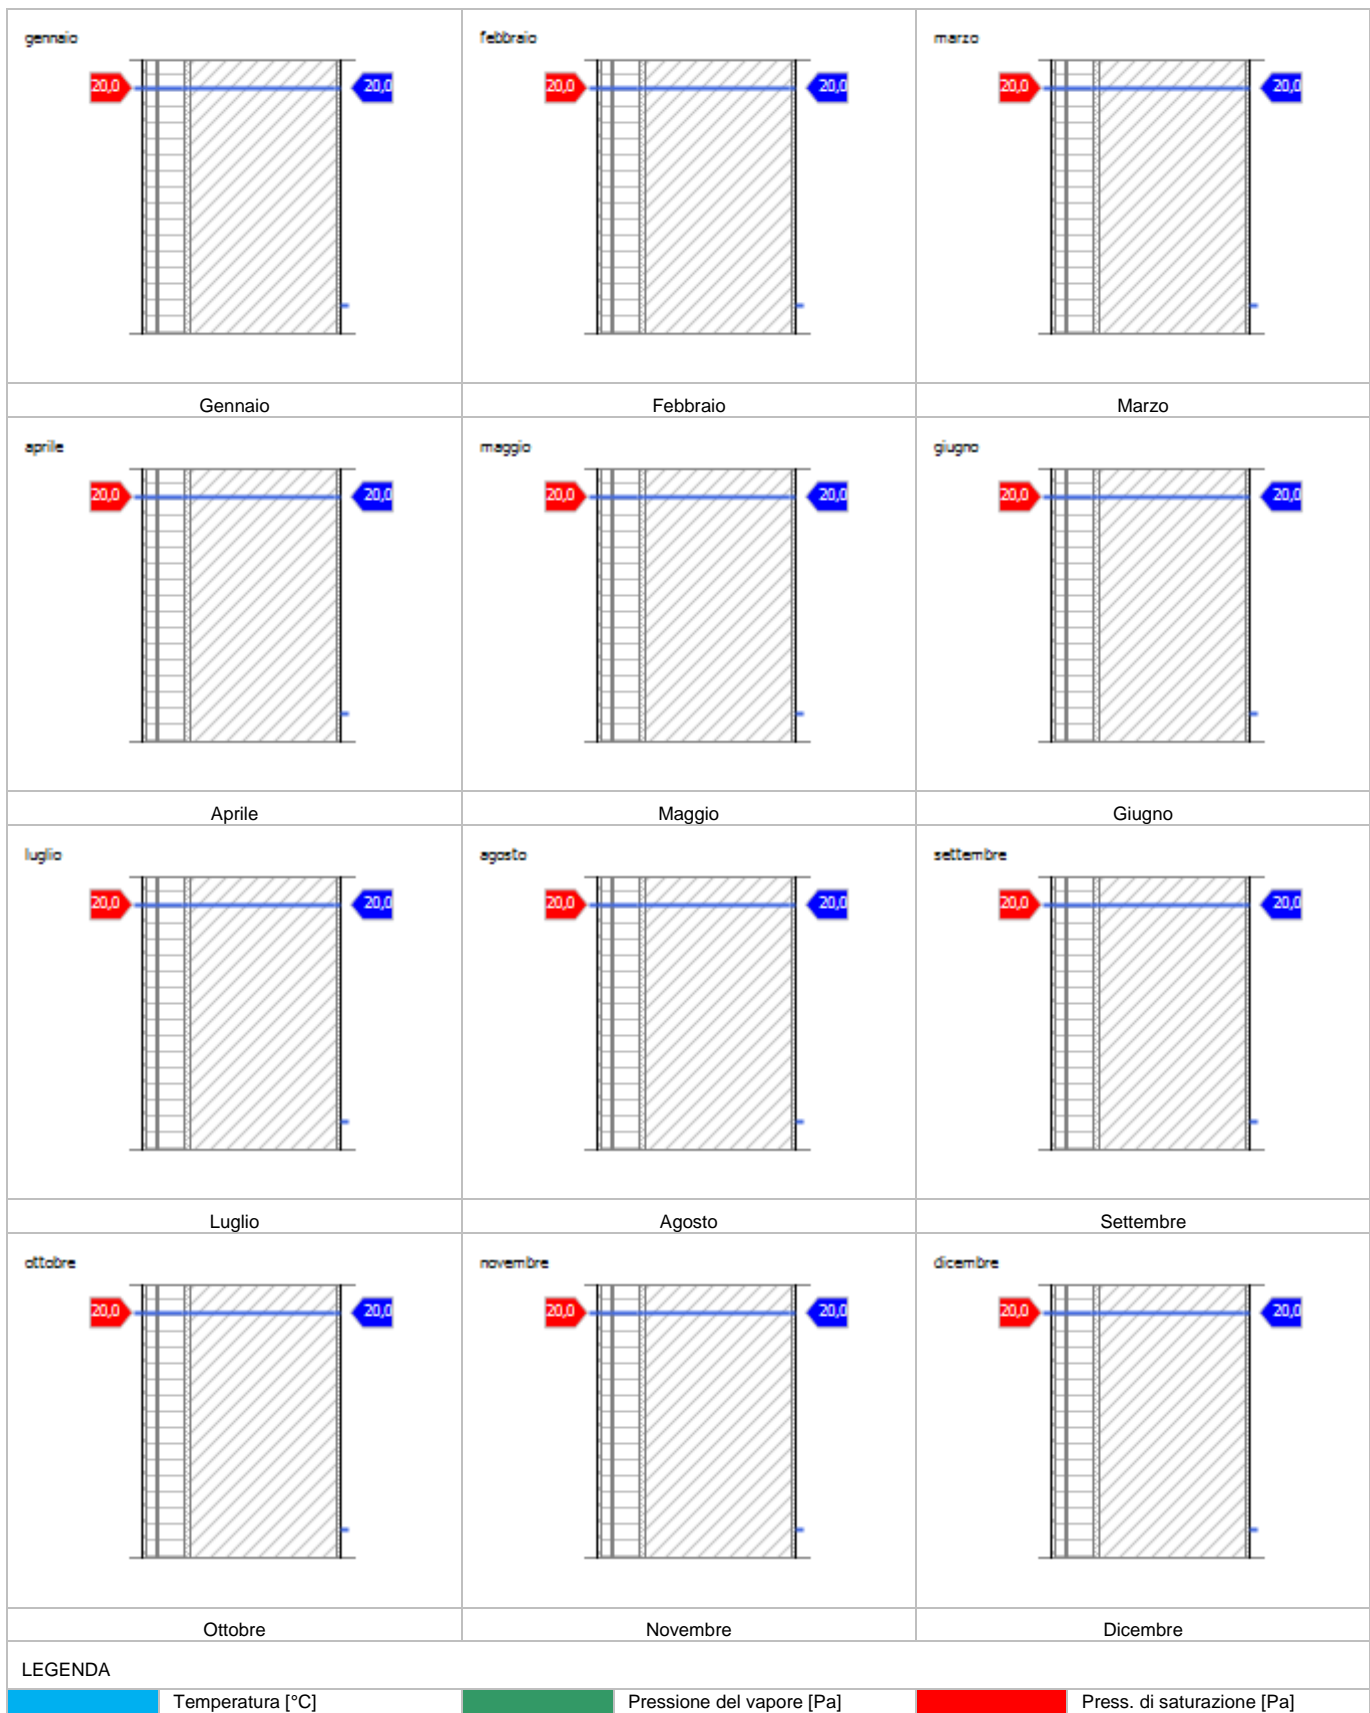 gennaio
20,0 20,0
febbraio
20,0 20,0
marzo
20,0 20,0
Gennaio Febbraio Marzo
aprile
20,0 20,0
maggio
20,0 20,0
giugno
20,0 20,0
Aprile Maggio Giugno
luglio
20,0 20,0
agosto
20,0 20,0
settembre
20,0 20,0
Luglio Agosto Settembre
ottobre
20,0 20,0
novembre
20,0 20,0
dicembre
20,0 20,0
Ottobre Novembre Dicembre
LEGENDA
Temperatura [°C] Pressione del vapore [Pa] Press. di saturazione [Pa]